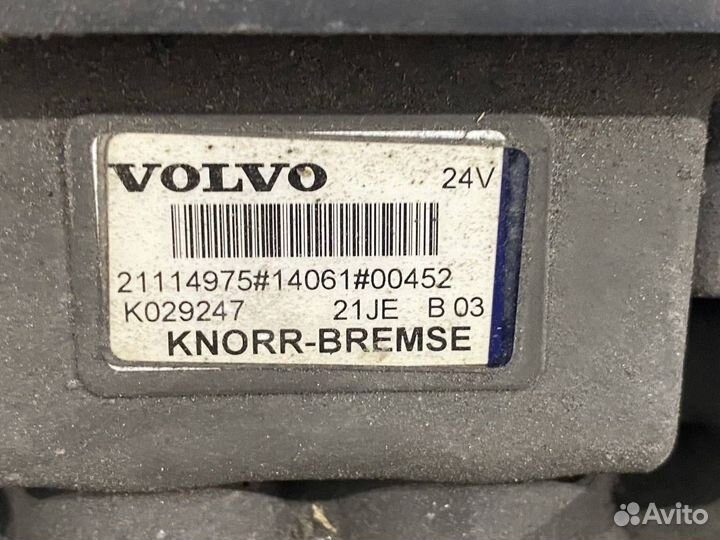 VOLVO 24V
21114975#14061#00452
K029247 21JE B 03
KNORR-BREMSE
Avito